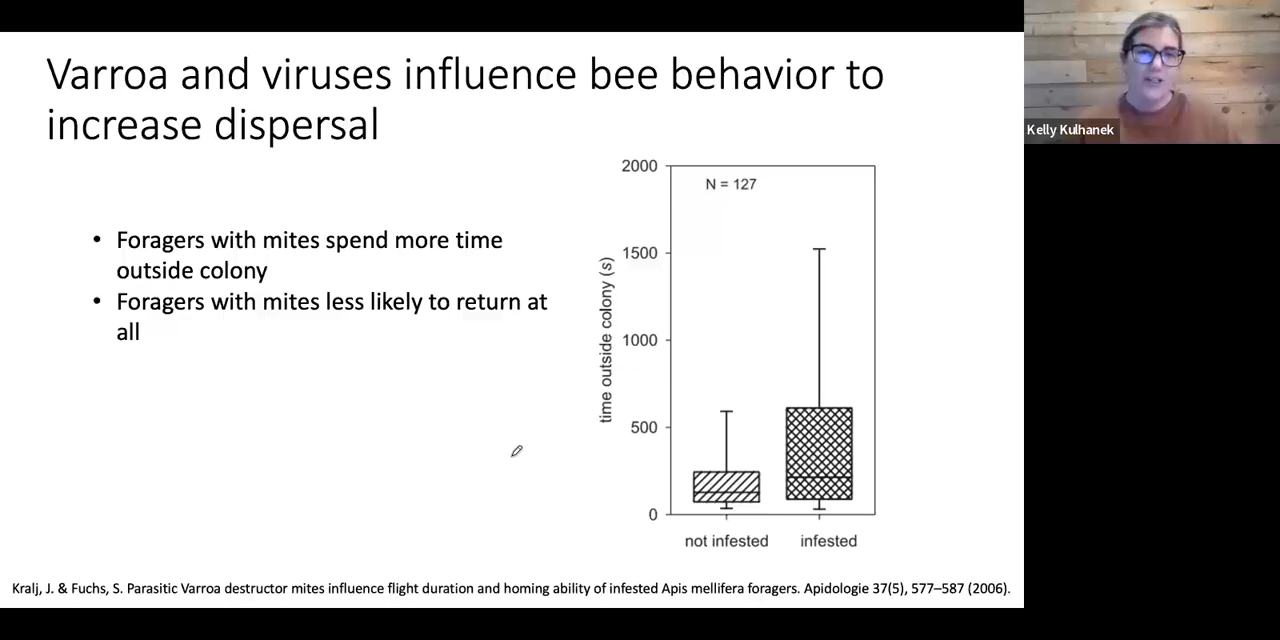 Varroa and viruses influence bee behavior to
increase dispersal
Kelly Kulhanek
• Foragers with mites spend more time
outside colony
• Foragers with mites less likely to return at
all
2000
N = 127
1500
1000
500
0
time outside colony (s)
not infested
infested
Kralj, J. & Fuchs, S. Parasitic Varroa destructor mites influence flight duration and homing ability of infested Apis mellifera foragers. Apidologie 37(5), 577–587 (2006).